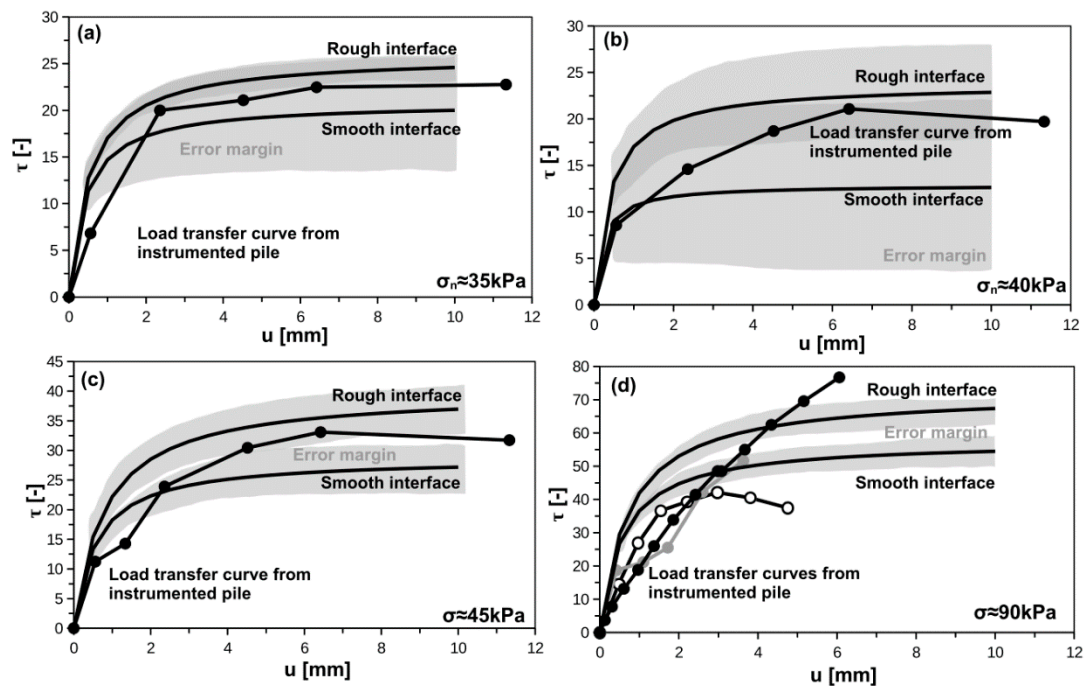 (a)
Rough interface
Smooth interface
Error margin
Load transfer curve from
instrumented pile
σₙ≈35kPa
τ [-]
30
25
20
15
10
5
0
0 2 4 6 8 10 12
u [mm]
(b)
Rough interface
Load transfer curve from
instrumented pile
Smooth interface
Error margin
σₙ≈40kPa
τ [-]
30
25
20
15
10
5
0
0 2 4 6 8 10 12
u [mm]
(c)
Rough interface
Error margin
Smooth interface
Load transfer curve from
instrumented pile
σ≈45kPa
τ [-]
45
40
35
30
25
20
15
10
5
0
0 2 4 6 8 10 12
u [mm]
(d)
Rough interface
Error margin
Smooth interface
Load transfer curves from
instrumented pile
σ≈90kPa
τ [-]
80
70
60
50
40
30
20
10
0
0 2 4 6 8 10 12
u [mm]